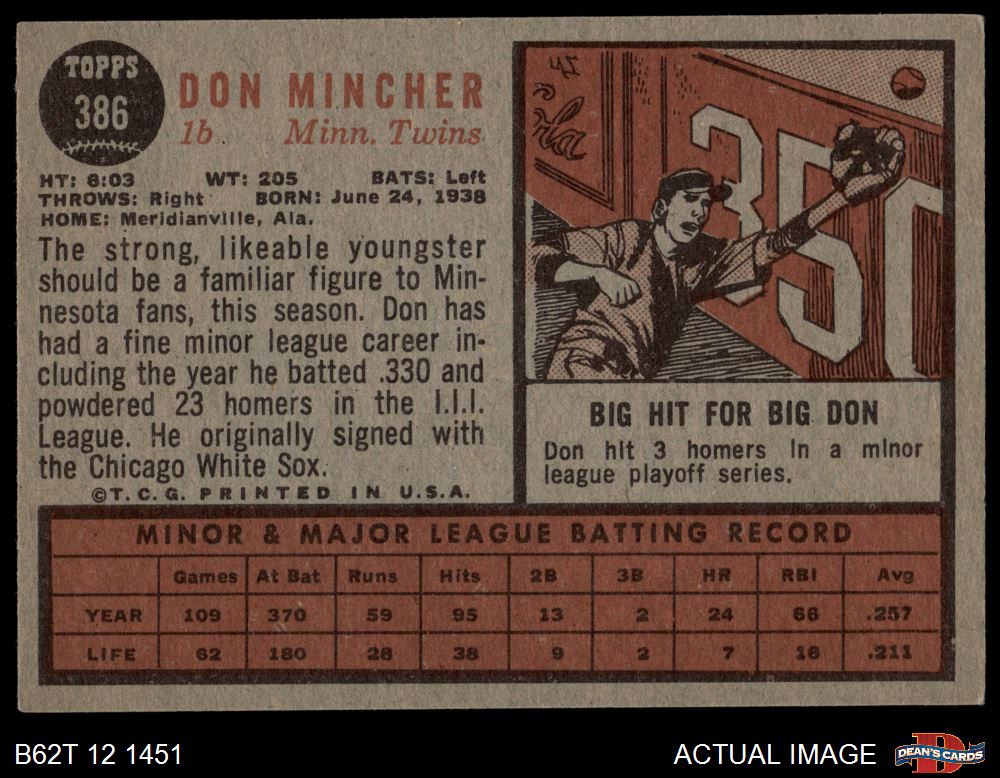 TOPPS
386
DON MINCHER
1b. Minn. Twins
HT: 6:03 WT: 205 BATS: Left
THROWS: Right BORN: June 24, 1938
HOME: Meridianville, Ala.
The strong, likeable youngster
should be a familiar figure to Min-
nesota fans, this season. Don has
had a fine minor league career in-
cluding the year he batted .330 and
powdered 23 homers in the I.I.I.
League. He originally signed with
the Chicago White Sox.
©T.C.G. PRINTED IN U.S.A.
350
BIG HIT FOR BIG DON
Don hit 3 homers in a minor
league playoff series.
MINOR & MAJOR LEAGUE BATTING RECORD
Games At Bat Runs Hits 2B 3B HR RBI Avg
YEAR 109 370 59 95 13 2 24 66 .257
LIFE 62 180 28 38 9 2 7 18 .211
B62T 12 1451
ACTUAL IMAGE
DEAN'S CARDS